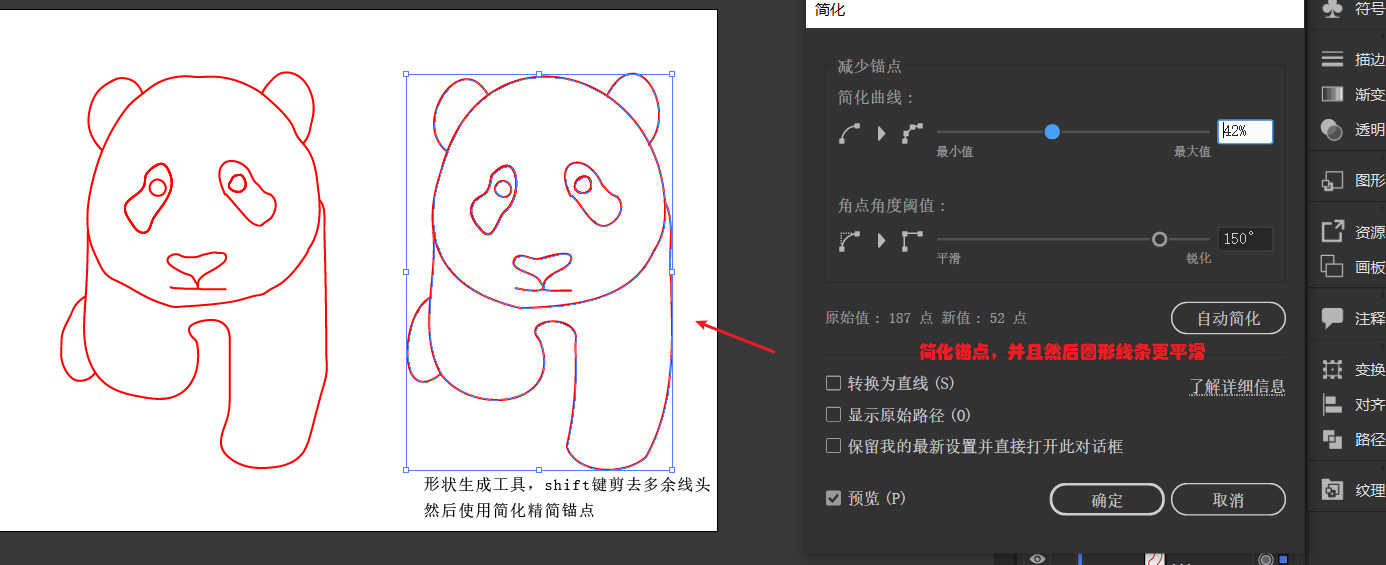 简化
减少锚点
简化曲线：
42%
最小值
最大值
角点角度阈值：
150°
平滑
锐化
原始值：187 点 新值：52 点
自动简化
简化锚点，并且然后图形线条更平滑
转换为直线 (S)
了解详细信息
显示原始路径 (O)
保留我的最新设置并直接打开此对话框
预览 (P)
确定
取消
形状生成工具，shift键剪去多余线头
然后使用简化精简锚点
符号
描边
渐变
透明
图形
资源
画板
注释
变换
对齐
路径
纹理